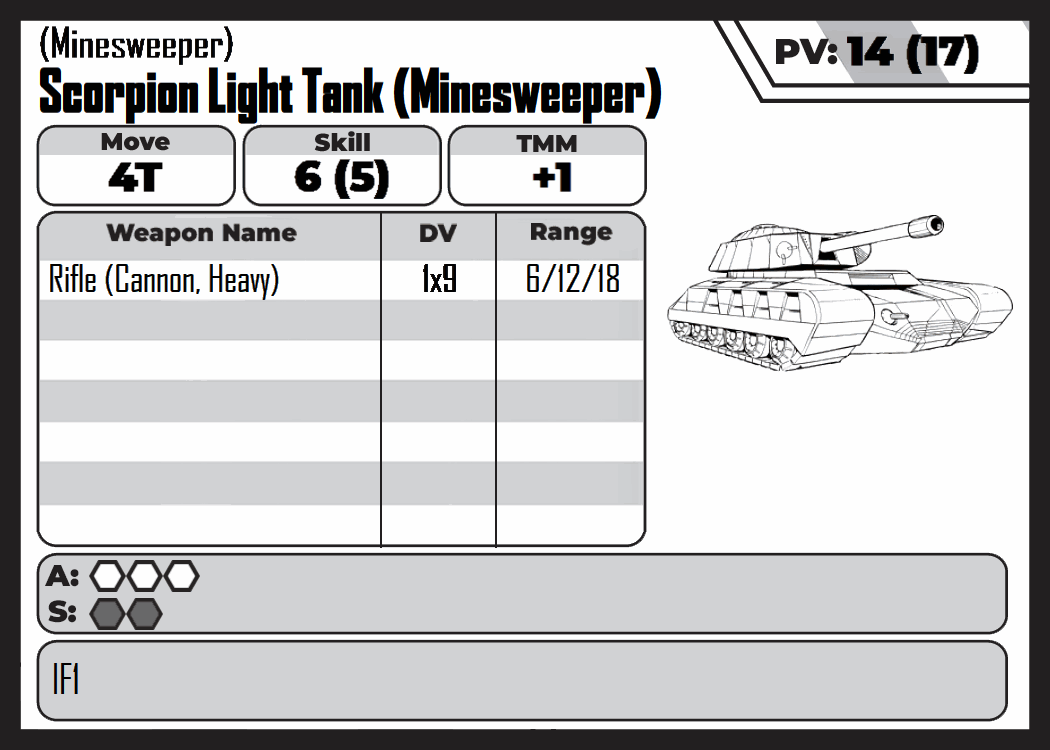 (Minesweeper)
Scorpion Light Tank (Minesweeper)
PV: 14 (17)
Move
4T
Skill
6 (5)
TMM
+1
Weapon Name DV Range
Rifle (Cannon, Heavy) 1x9 6/12/18
A:
S:
IF1